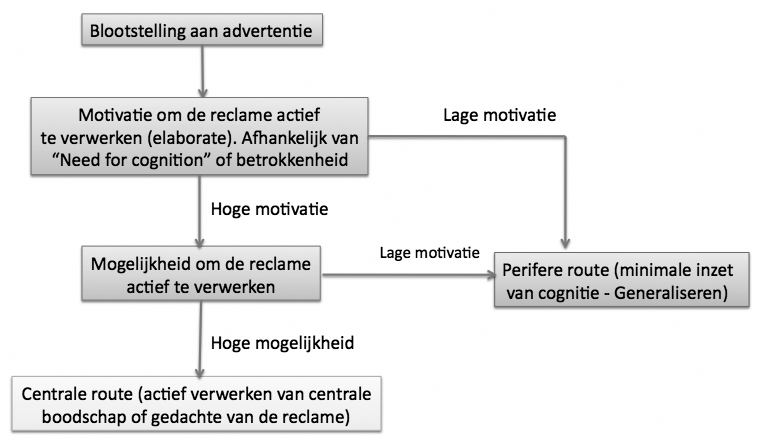 Blootstelling aan advertentie
Motivatie om de reclame actief
te verwerken (elaborate). Afhankelijk van
“Need for cognition” of betrokkenheid
Lage motivatie
Hoge motivatie
Mogelijkheid om de reclame
actief te verwerken
Lage motivatie
Perifere route (minimale inzet
van cognitie - Generaliseren)
Hoge mogelijkheid
Centrale route (actief verwerken van centrale
boodschap of gedachte van de reclame)